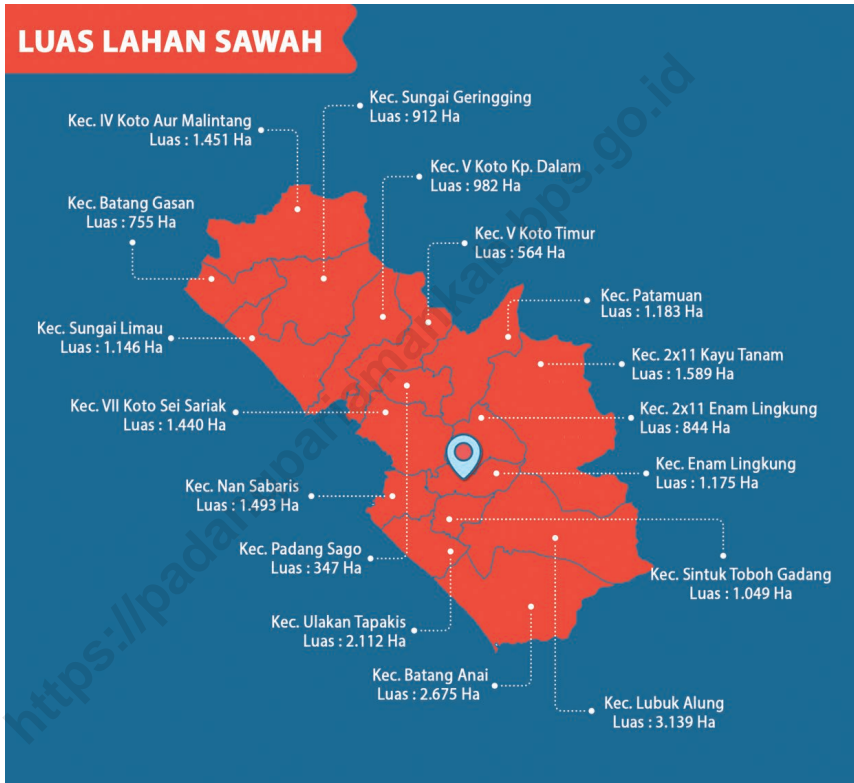 LUAS LAHAN SAWAH
Kec. Sungai Geringging
Luas : 912 Ha
Kec. IV Koto Aur Malintang
Luas : 1.451 Ha
Kec. V Koto Kp. Dalam
Luas : 982 Ha
Kec. Batang Gasan
Luas : 755 Ha
Kec. V Koto Timur
Luas : 564 Ha
Kec. Patamuan
Luas : 1.183 Ha
Kec. Sungai Limau
Luas : 1.146 Ha
Kec. 2x11 Kayu Tanam
Luas : 1.589 Ha
Kec. VII Koto Sei Sariak
Luas : 1.440 Ha
Kec. 2x11 Enam Lingkung
Luas : 844 Ha
Kec. Enam Lingkung
Luas : 1.175 Ha
Kec. Nan Sabaris
Luas : 1.493 Ha
Kec. Padang Sago
Luas : 347 Ha
Kec. Sintuk Toboh Gadang
Luas : 1.049 Ha
Kec. Ulakan Tapakis
Luas : 2.112 Ha
Kec. Batang Anai
Luas : 2.675 Ha
Kec. Lubuk Alung
Luas : 3.139 Ha
https://padangpariamankab.bps.go.id